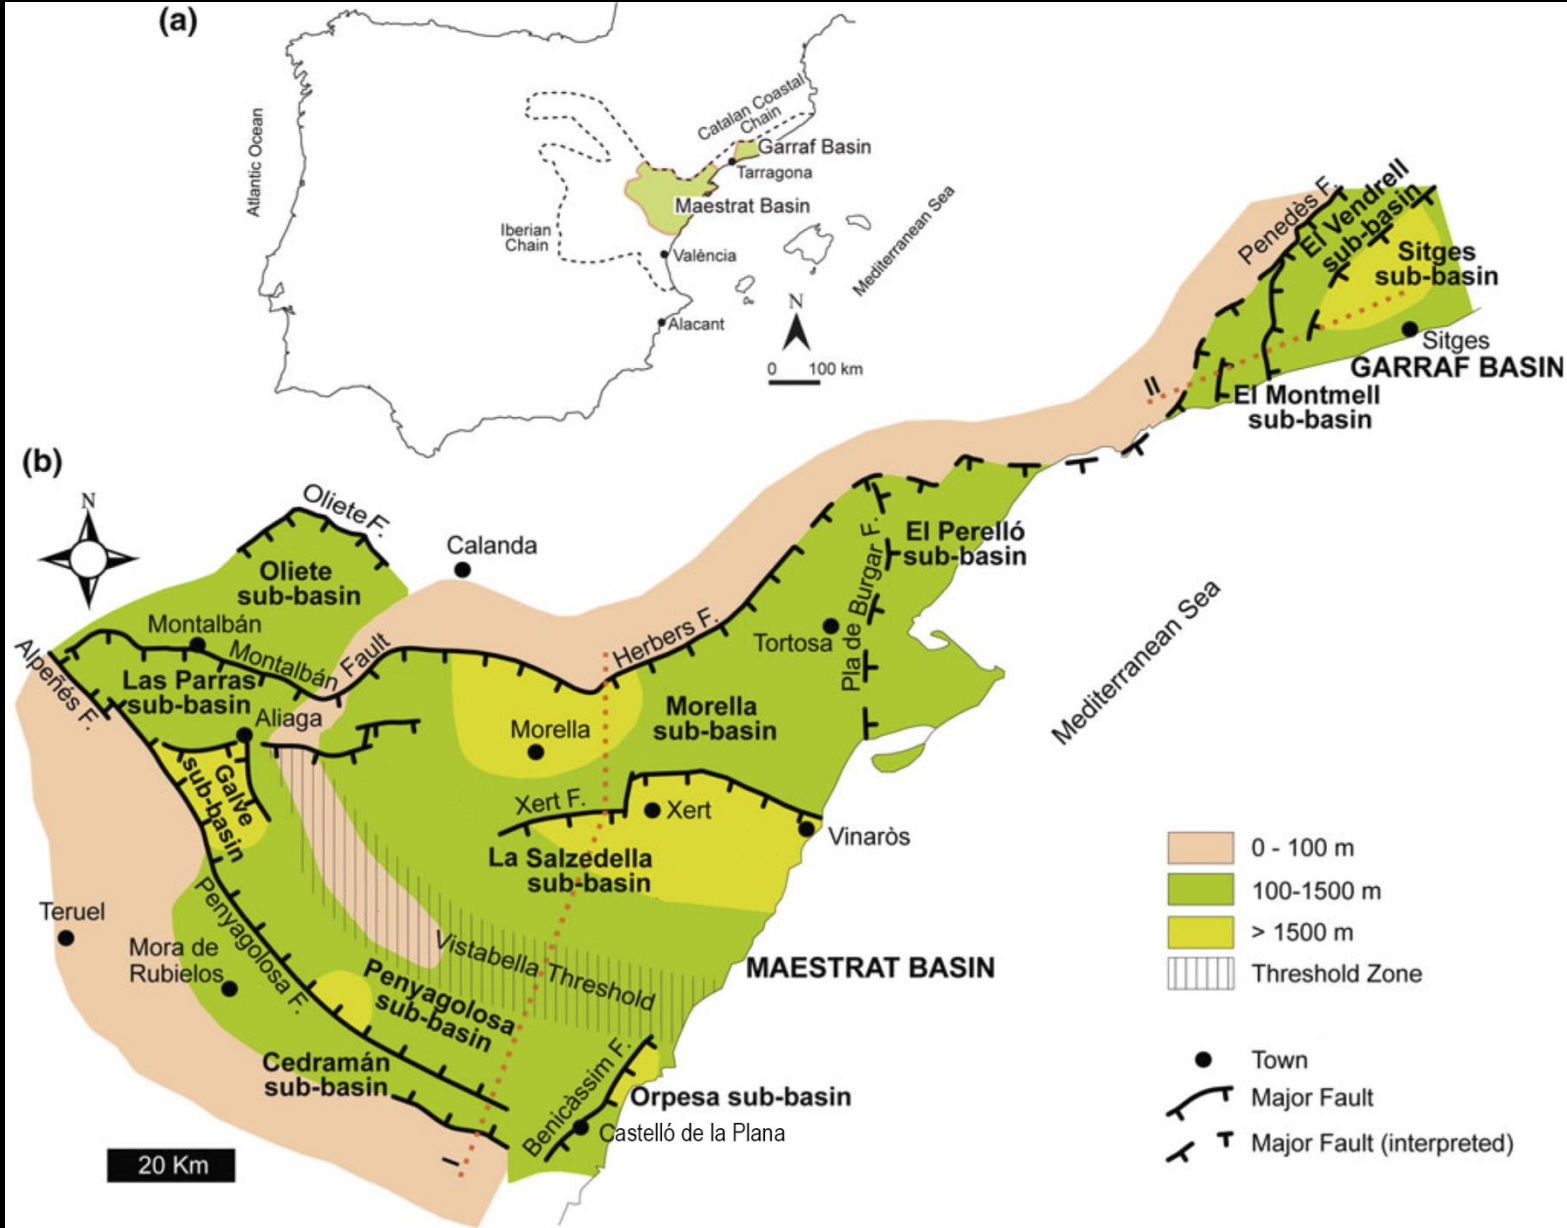 (a)
Atlantic Ocean
Catalan Coastal
Chain
Garraf Basin
Tarragona
Maestrat Basin
Iberian
Chain
València
Mediterranean Sea
Alacant
N
0 100 km
(b)
N
Penedès F.
El Vendrell
sub-basin
Sitges
sub-basin
Sitges
GARRAF BASIN
II
El Montmell
sub-basin
Oliete F.
Calanda
Oliete
sub-basin
El Perelló
sub-basin
Pla de Burgar F.
Montalbán
Montalbán Fault
Herbers F.
Tortosa
Alpeñés F.
Las Parras
sub-basin
Aliaga
Morella
Morella
sub-basin
Mediterranean Sea
Galve
sub-basin
Xert F.
Xert
Vinaròs
La Salzedella
sub-basin
0 - 100 m
100-1500 m
> 1500 m
Threshold Zone
Teruel
Mora de
Rubielos
Penyagolosa F.
Vistabella Threshold
MAESTRAT BASIN
Penyagolosa
sub-basin
Cedramán
sub-basin
Benicàssim F.
Orpesa sub-basin
Castelló de la Plana
I
20 Km
Town
Major Fault
Major Fault (interpreted)